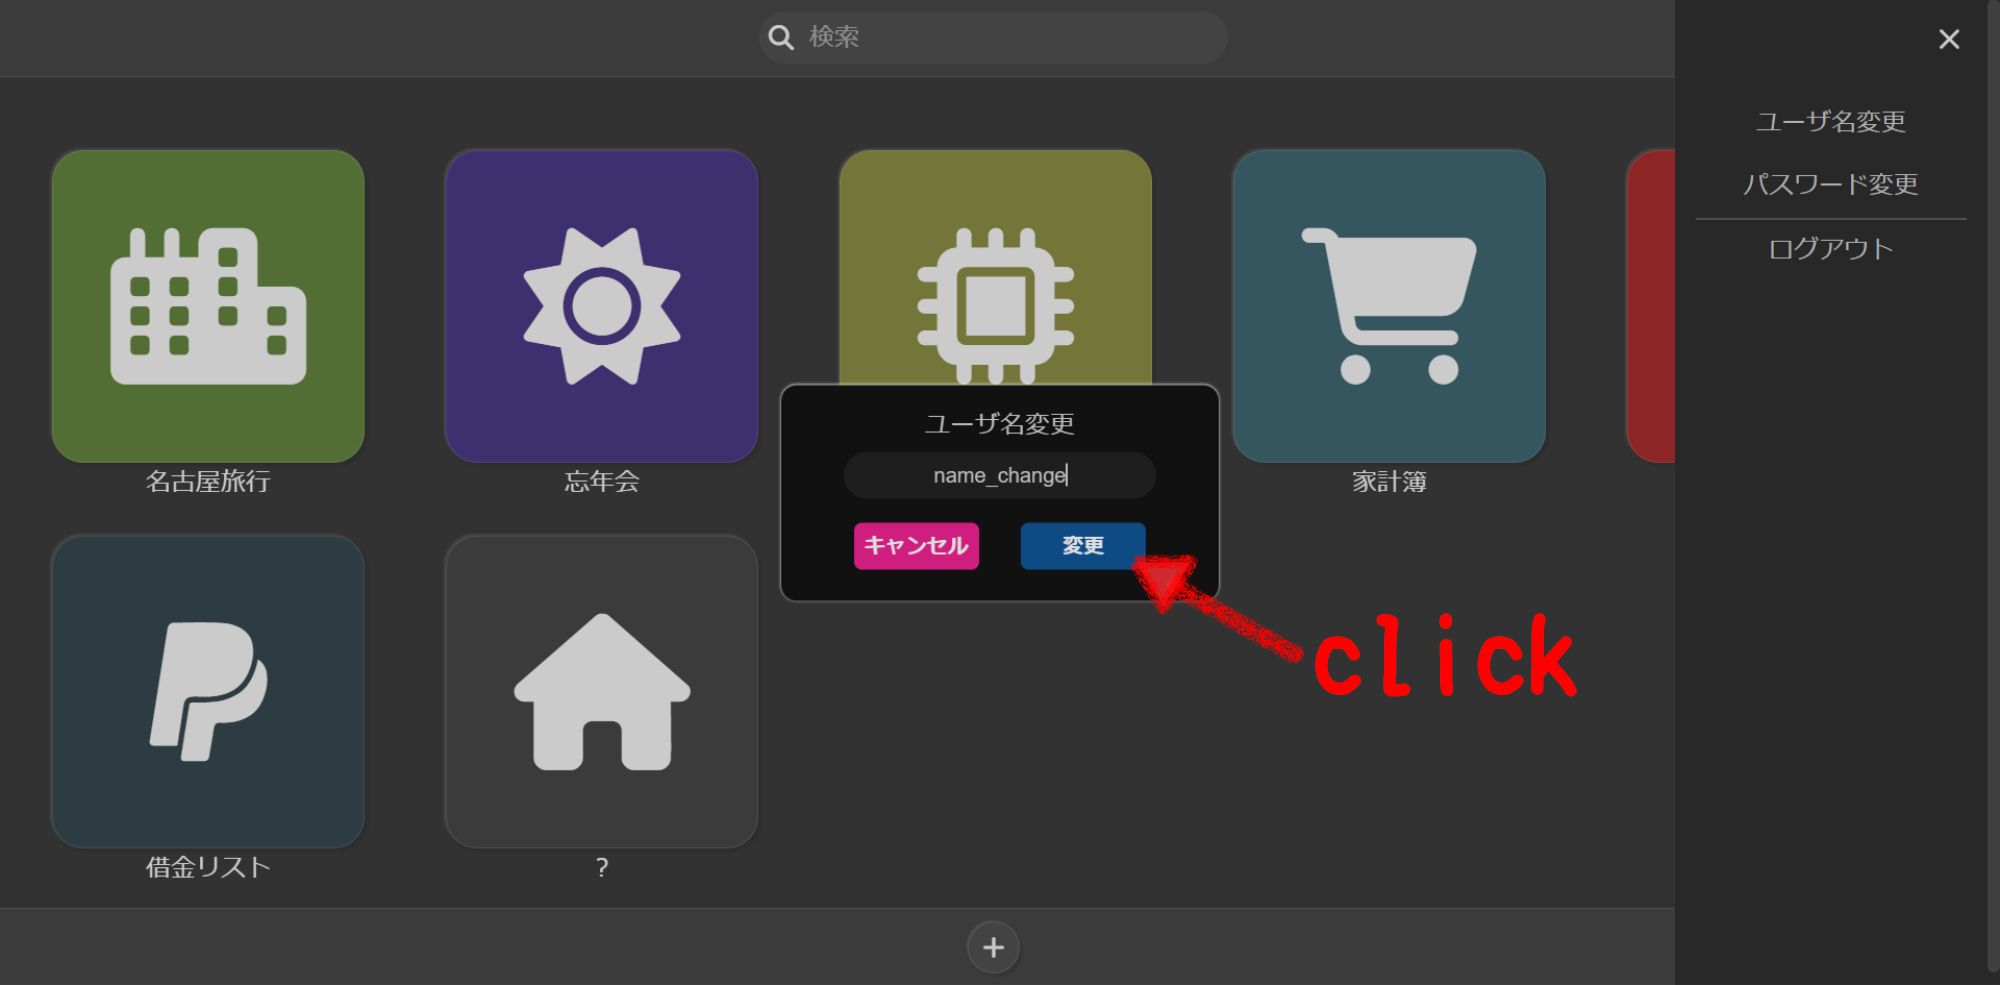 検索
ユーザ名変更
パスワード変更
ログアウト
名古屋旅行
忘年会
家計簿
ユーザ名変更
name_change
キャンセル
変更
click
借金リスト
?